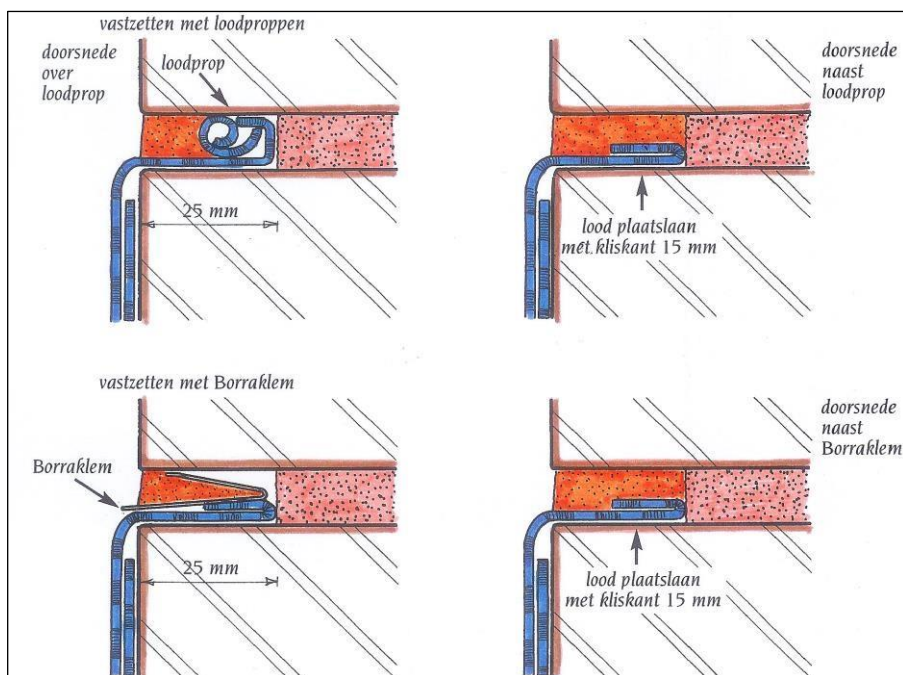 vastzetten met loodproppen
doorsnede
over
loodprop
loodprop
25 mm
doorsnede
naast
loodprop
lood plaatslaan
met kliskant 15 mm
vastzetten met Borraklem
Borraklem
25 mm
doorsnede
naast
Borraklem
lood plaatslaan
met kliskant 15 mm